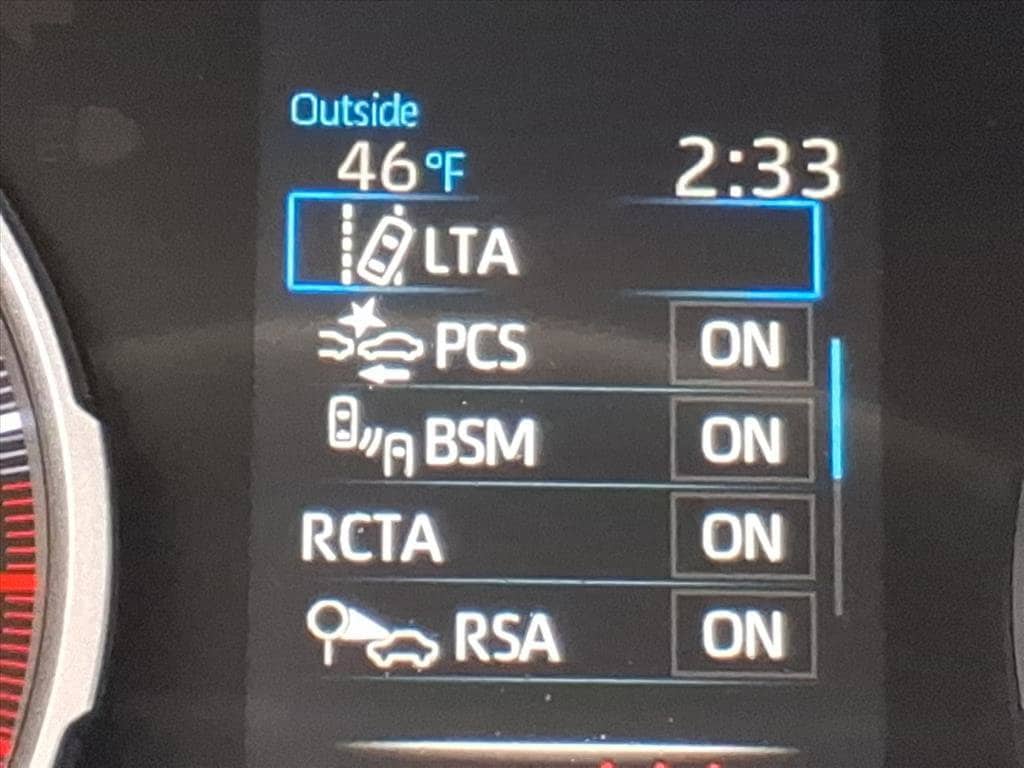 Outside
46 °F 2:33
LTA
PCS ON
BSM ON
RCTA ON
RSA ON